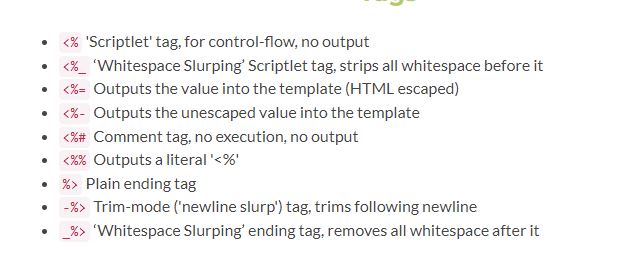 Tags
<% 'Scriptlet' tag, for control-flow, no output
<%_ ‘Whitespace Slurping’ Scriptlet tag, strips all whitespace before it
<%= Outputs the value into the template (HTML escaped)
<%- Outputs the unescaped value into the template
<%# Comment tag, no execution, no output
<%% Outputs a literal '<%'
%> Plain ending tag
-%> Trim-mode ('newline slurp') tag, trims following newline
_%> ‘Whitespace Slurping’ ending tag, removes all whitespace after it